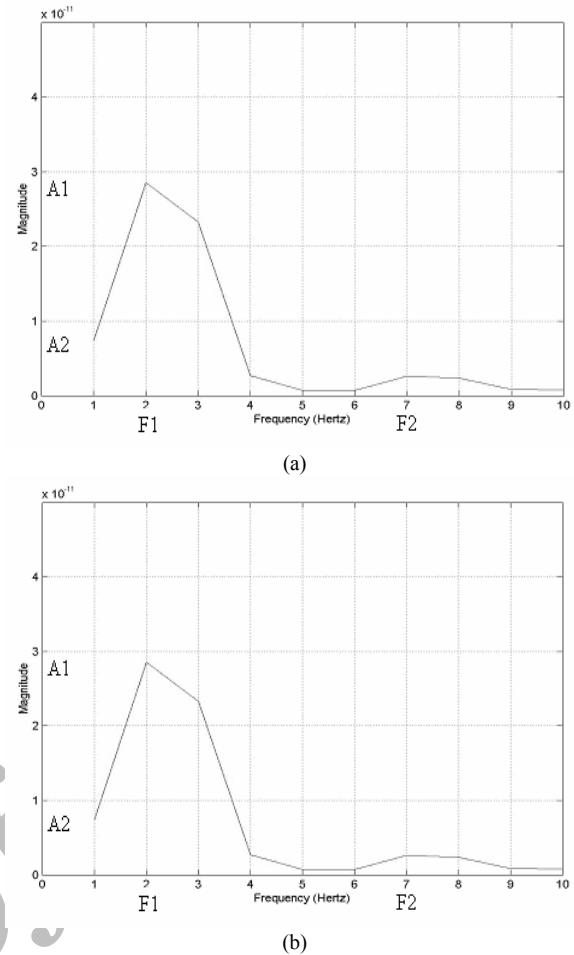 x 10^-11
4
A1
3
Magnitude
2
1
A2
0
0 1 2 3 4 5 6 7 8 9 10
Frequency (Hertz)
F1 F2
(a)
x 10^-11
4
A1
3
Magnitude
2
1
A2
0
0 1 2 3 4 5 6 7 8 9 10
Frequency (Hertz)
F1 F2
(b)